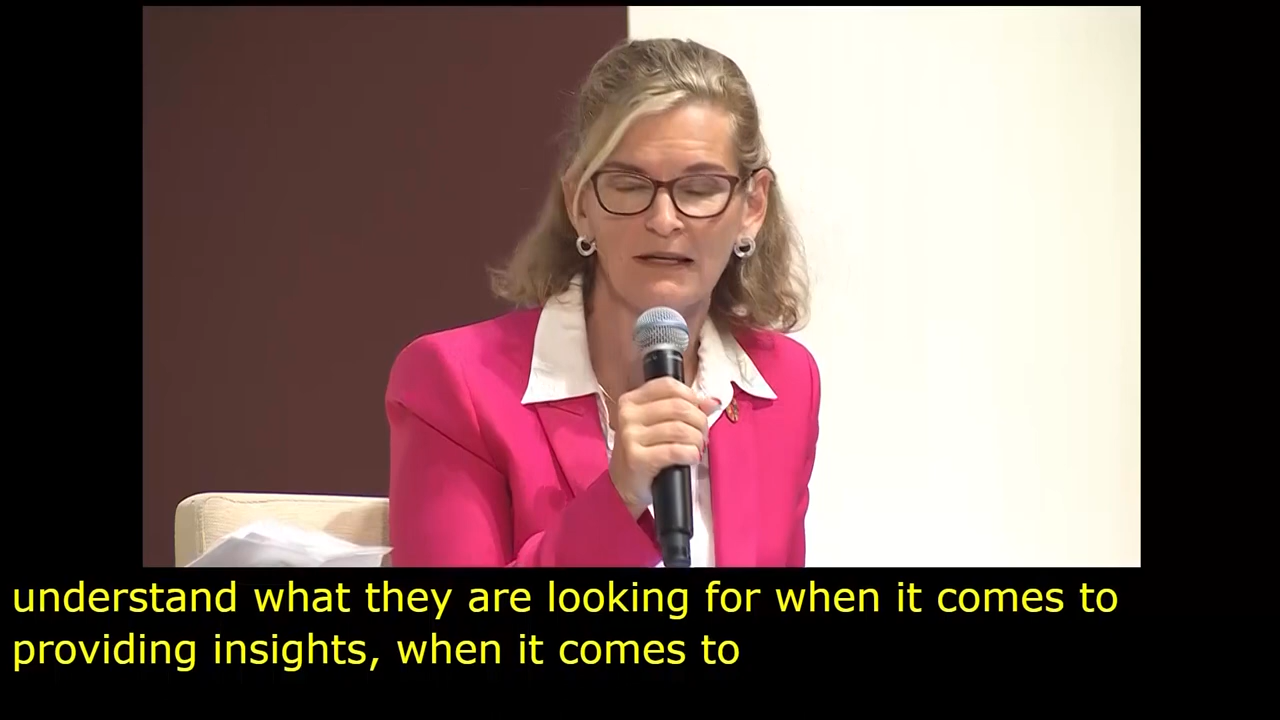 understand what they are looking for when it comes to
providing insights, when it comes to